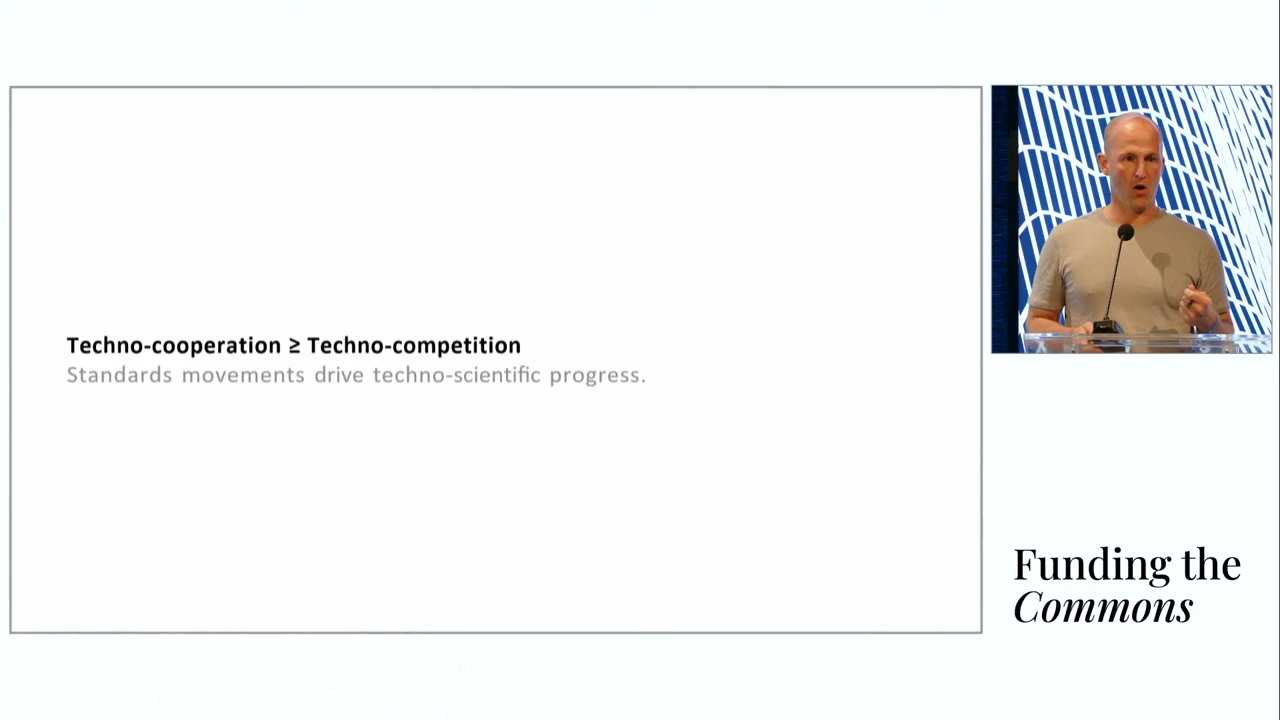 Techno-cooperation ≥ Techno-competition
Standards movements drive techno-scientific progress.
Funding the
Commons